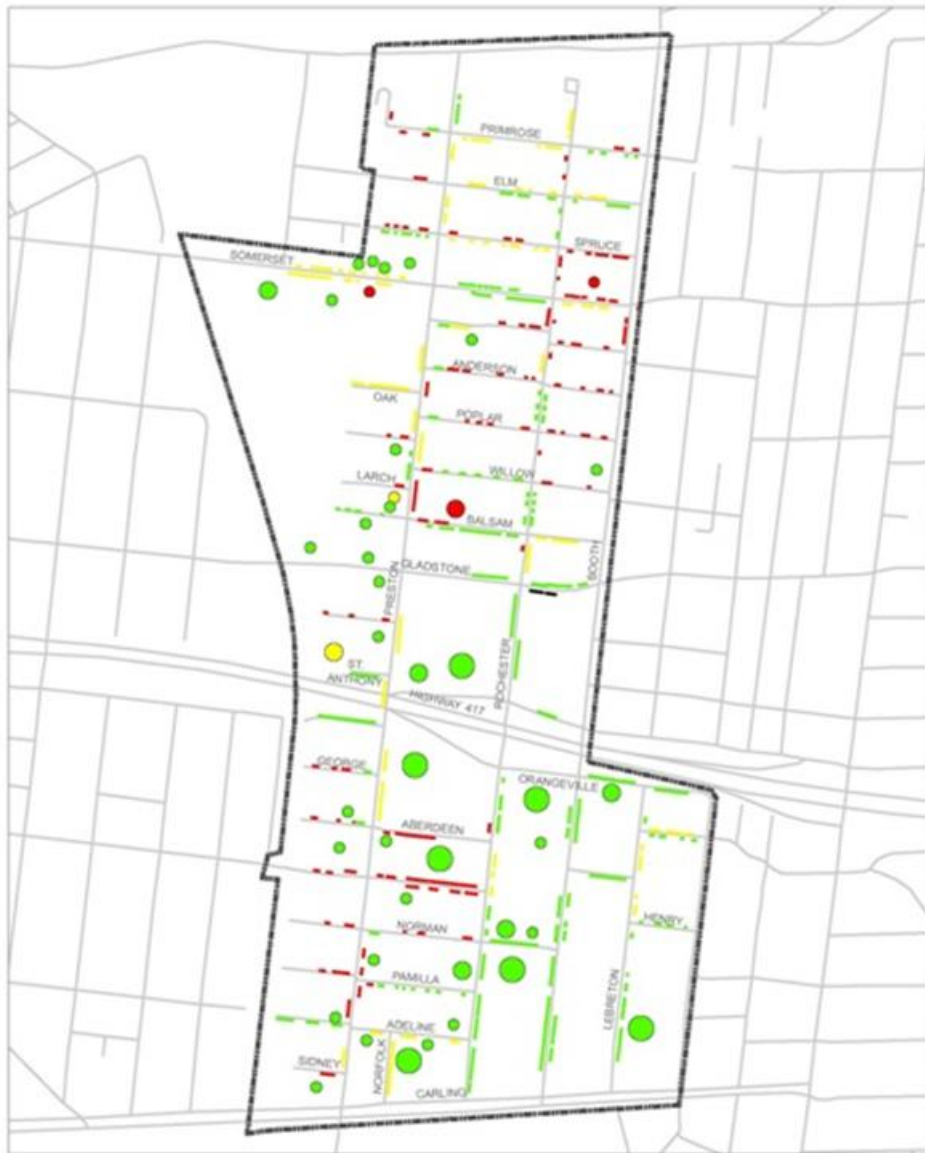 PRIMROSE
ELM
SPRUCE
SOMERSET
ANDERSON
OAK
POPLAR
WILLOW
LARCH
BALSAM
BOOTH
GLADSTONE
PRESTON
ROCHESTER
ST.
ANTHONY
HIGHWAY 417
GEORGE
ORANGEVILLE
ABERDEEN
HENRY
NORMAN
PAMILLA
LEBRETON
ADELINE
SIDNEY
NORFOLK
CARLING